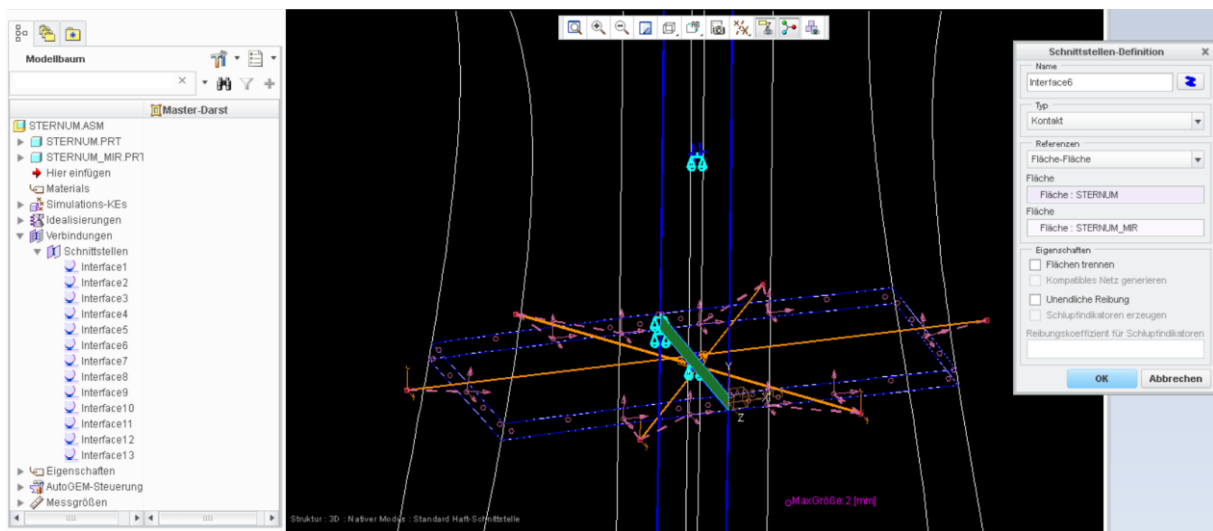 Modellbaum
Master-Darst
STERNUM.ASM
STERNUM.PRT
STERNUM_MIR.PRT
Hier einfügen
Materials
Simulations-KEs
Idealisierungen
Verbindungen
Schnittstellen
Interface1
Interface2
Interface3
Interface4
Interface5
Interface6
Interface7
Interface8
Interface9
Interface10
Interface11
Interface12
Interface13
Eigenschaften
AutoGEM-Steuerung
Messgrößen
Y
Z
MaxGröße:2 [mm]
Struktur : 3D : Nativer Modus : Standard Haft-Schnittstelle
Schnittstellen-Definition
Name
Interface6
Typ
Kontakt
Referenzen
Fläche-Fläche
Fläche
Fläche : STERNUM
Fläche
Fläche : STERNUM_MIR
Eigenschaften
Flächen trennen
Kompatibles Netz generieren
Unendliche Reibung
Schlupfindikatoren erzeugen
Reibungskoeffizient für Schlupfindikatoren
OK
Abbrechen